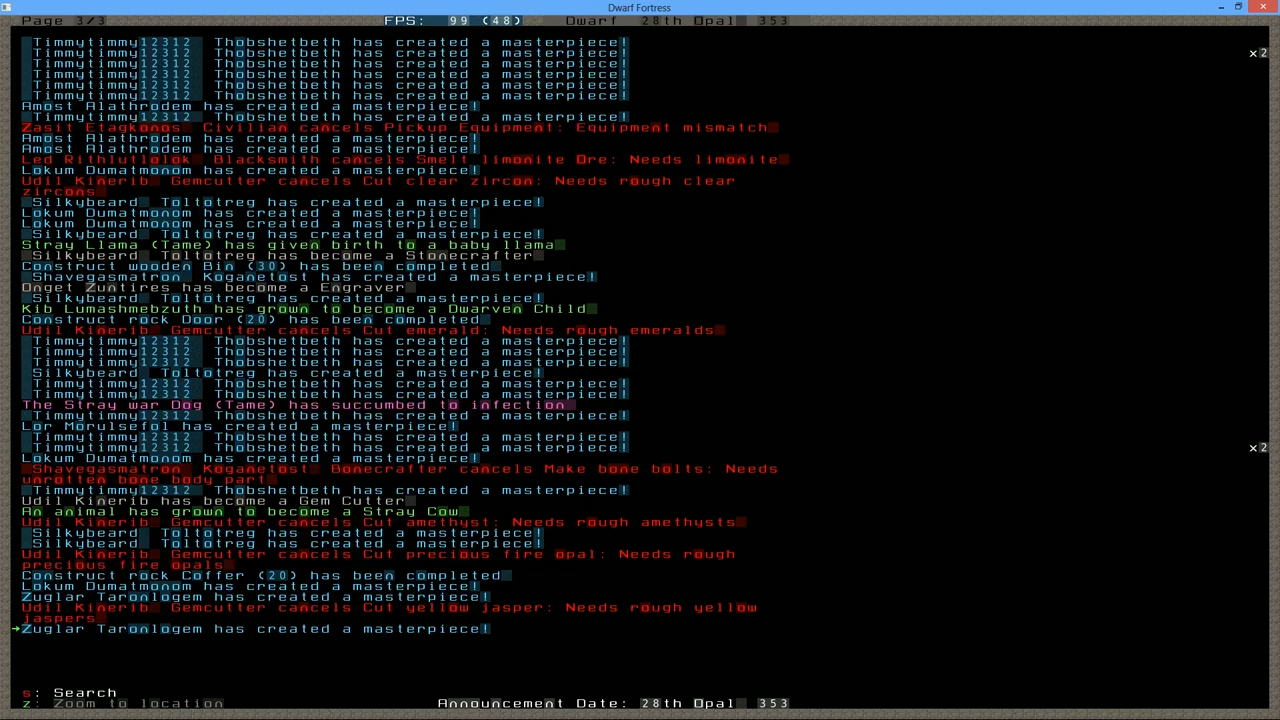 Dwarf Fortress
Page 3/3 FPS: 99 (48) Dwarf 28th Opal 353
Timmytimmy12312 Thobshetbeth has created a masterpiece!
Timmytimmy12312 Thobshetbeth has created a masterpiece! x2
Timmytimmy12312 Thobshetbeth has created a masterpiece!
Timmytimmy12312 Thobshetbeth has created a masterpiece!
Timmytimmy12312 Thobshetbeth has created a masterpiece!
Timmytimmy12312 Thobshetbeth has created a masterpiece!
Amost Alathrodem has created a masterpiece!
Timmytimmy12312 Thobshetbeth has created a masterpiece!
Zasit Etagkonos Civilian cancels Pickup Equipment: Equipment mismatch
Amost Alathrodem has created a masterpiece!
Amost Alathrodem has created a masterpiece!
Led Rithlutlolok Blacksmith cancels Smelt limonite Ore: Needs limonite
Lokum Dumatmonom has created a masterpiece!
Udil Kinerib Gemcutter cancels Cut clear zircon: Needs rough clear
zircons
Silkybeard Toltotreg has created a masterpiece!
Lokum Dumatmonom has created a masterpiece!
Lokum Dumatmonom has created a masterpiece!
Silkybeard Toltotreg has created a masterpiece!
Stray Llama (Tame) has given birth to a baby llama
Silkybeard Toltotreg has become a Stonecrafter
Construct wooden Bin (30) has been completed
Shavegasmatron Koganetost has created a masterpiece!
Onget Zuntires has become a Engraver
Silkybeard Toltotreg has created a masterpiece!
Kib Lumashmebzuth has grown to become a Dwarven Child
Construct rock Door (20) has been completed
Udil Kinerib Gemcutter cancels Cut emerald: Needs rough emeralds
Timmytimmy12312 Thobshetbeth has created a masterpiece!
Timmytimmy12312 Thobshetbeth has created a masterpiece!
Timmytimmy12312 Thobshetbeth has created a masterpiece!
Silkybeard Toltotreg has created a masterpiece!
Timmytimmy12312 Thobshetbeth has created a masterpiece!
Timmytimmy12312 Thobshetbeth has created a masterpiece!
The Stray war Dog (Tame) has succumbed to infection
Timmytimmy12312 Thobshetbeth has created a masterpiece!
Lor Morulsefol has created a masterpiece!
Timmytimmy12312 Thobshetbeth has created a masterpiece!
Timmytimmy12312 Thobshetbeth has created a masterpiece! x2
Lokum Dumatmonom has created a masterpiece!
Shavegasmatron Koganetost Bonecrafter cancels Make bone bolts: Needs
unrotten bone body part
Timmytimmy12312 Thobshetbeth has created a masterpiece!
Udil Kinerib has become a Gem Cutter
An animal has grown to become a Stray Cow
Udil Kinerib Gemcutter cancels Cut amethyst: Needs rough amethysts
Silkybeard Toltotreg has created a masterpiece!
Silkybeard Toltotreg has created a masterpiece!
Udil Kinerib Gemcutter cancels Cut precious fire opal: Needs rough
precious fire opals
Construct rock Coffer (20) has been completed
Lokum Dumatmonom has created a masterpiece!
Zuglar Taronlogem has created a masterpiece!
Udil Kinerib Gemcutter cancels Cut yellow jasper: Needs rough yellow
jaspers
Zuglar Taronlogem has created a masterpiece!
s: Search
z: Zoom to location Announcement Date: 28th Opal 353